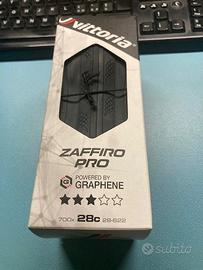 vittoria
ZAFFIRO
PRO
POWERED BY
GRAPHENE
700x 28c 28-622
subito